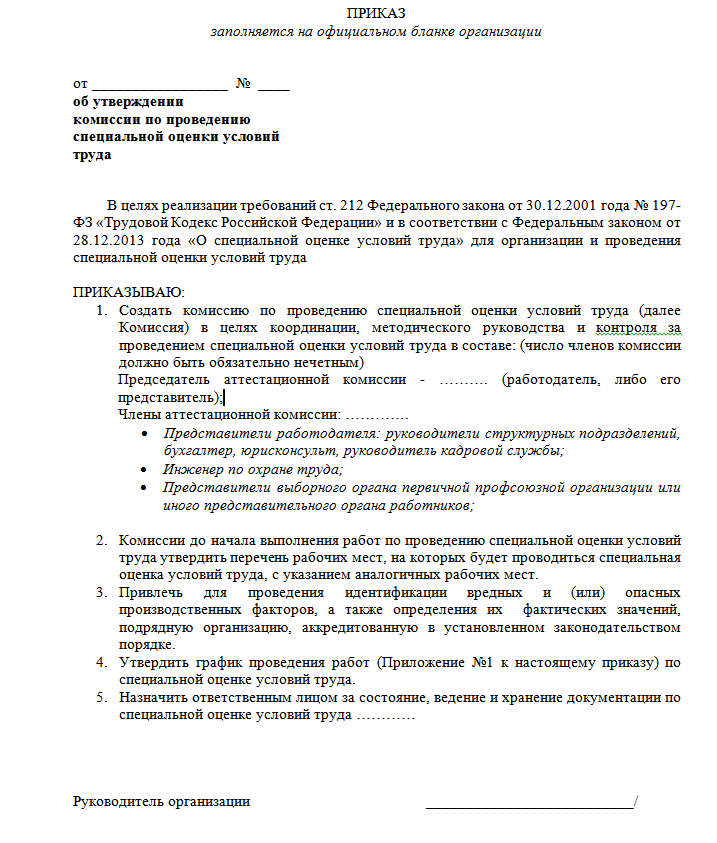 ПРИКАЗ
заполняется на официальном бланке организации
от _________________ № ____
об утверждении
комиссии по проведению
специальной оценки условий
труда
В целях реализации требований ст. 212 Федерального закона от 30.12.2001 года № 197-
ФЗ «Трудовой Кодекс Российской Федерации» и в соответствии с Федеральным законом от
28.12.2013 года «О специальной оценке условий труда» для организации и проведения
специальной оценки условий труда
ПРИКАЗЫВАЮ:
1. Создать комиссию по проведению специальной оценки условий труда (далее
Комиссия) в целях координации, методического руководства и контроля за
проведением специальной оценки условий труда в составе: (число членов комиссии
должно быть обязательно нечетным)
Председатель аттестационной комиссии - ………. (работодатель, либо его
представитель);
Члены аттестационной комиссии: ………….
• Представители работодателя: руководители структурных подразделений,
бухгалтер, юрисконсульт, руководитель кадровой службы;
• Инженер по охране труда;
• Представители выборного органа первичной профсоюзной организации или
иного представительного органа работников;
2. Комиссии до начала выполнения работ по проведению специальной оценки условий
труда утвердить перечень рабочих мест, на которых будет проводиться специальная
оценка условий труда, с указанием аналогичных рабочих мест.
3. Привлечь для проведения идентификации вредных и (или) опасных
производственных факторов, а также определения их фактических значений,
подрядную организацию, аккредитованную в установленном законодательством
порядке.
4. Утвердить график проведения работ (Приложение №1 к настоящему приказу) по
специальной оценке условий труда.
5. Назначить ответственным лицом за состояние, ведение и хранение документации по
специальной оценке условий труда …………
Руководитель организации __________________________/